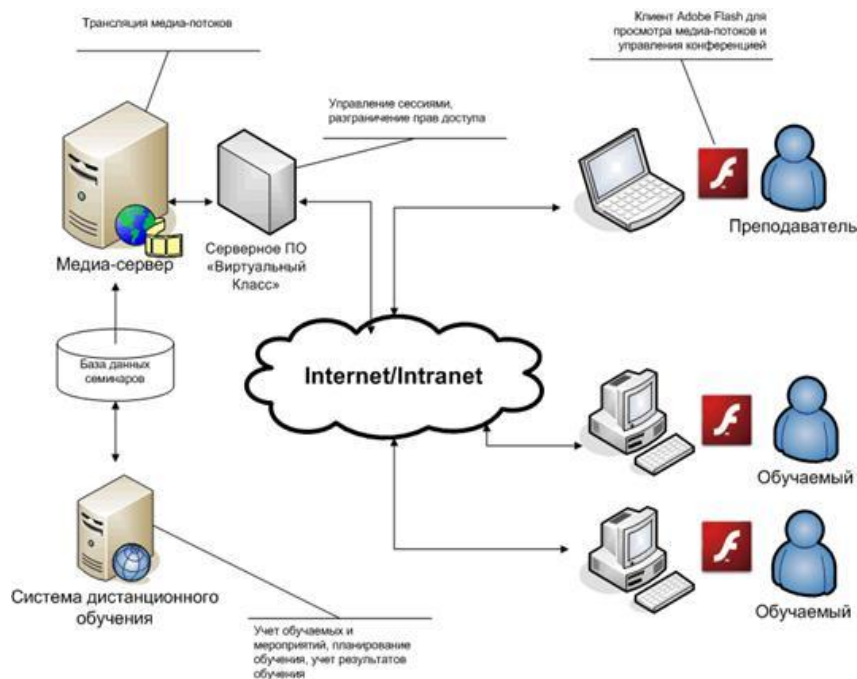 Трансляция медиа-потоков
Клиент Adobe Flash для
просмотра медиа-потоков и
управления конференцией
Управление сессиями,
разграничение прав доступа
Преподаватель
Медиа-сервер
Серверное ПО
«Виртуальный
Класс»
База данных
семинаров
Internet/Intranet
Обучаемый
Обучаемый
Система дистанционного
обучения
Учет обучаемых и
мероприятий, планирование
обучения, учет результатов
обучения